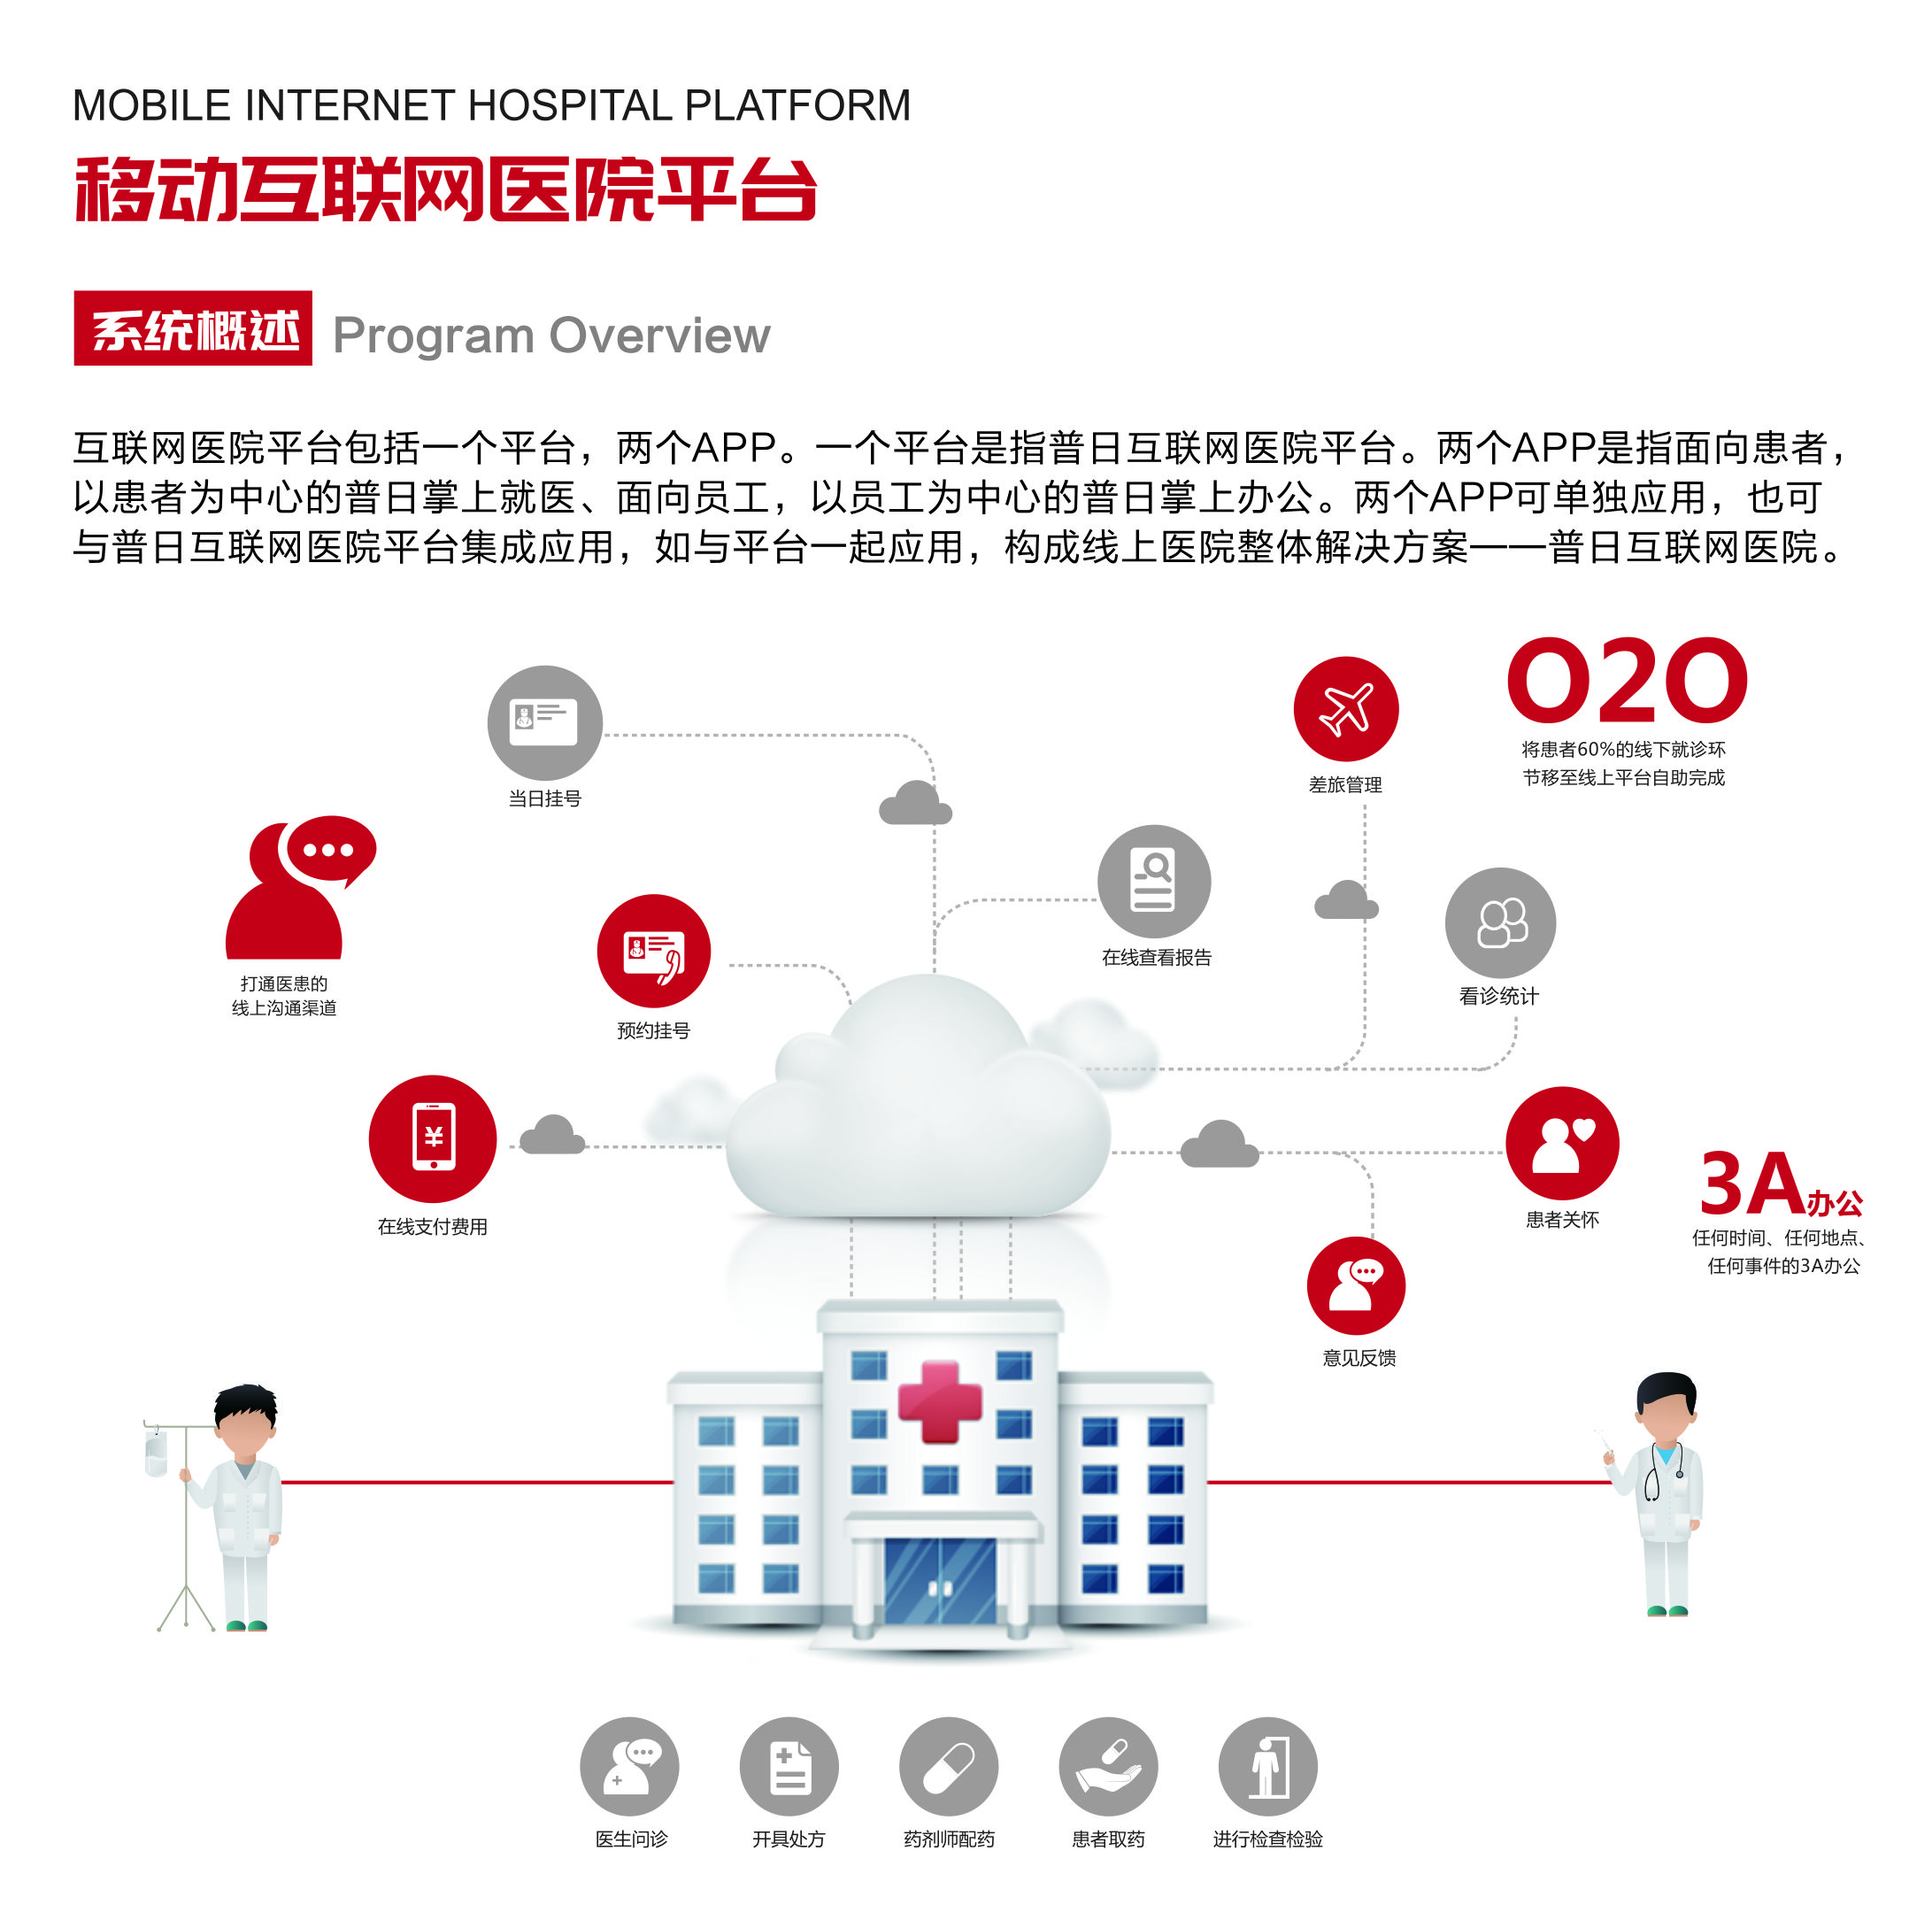 MOBILE INTERNET HOSPITAL PLATFORM
移动互联网医院平台
系统概述 Program Overview
互联网医院平台包括一个平台，两个APP。一个平台是指普日互联网医院平台。两个APP是指面向患者，
以患者为中心的普日掌上就医、面向员工，以员工为中心的普日掌上办公。两个APP可单独应用，也可
与普日互联网医院平台集成应用，如与平台一起应用，构成线上医院整体解决方案——普日互联网医院。
O2O
将患者60%的线下就诊环
节移至线上平台自助完成
当日挂号
差旅管理
打通医患的
线上沟通渠道
在线查看报告
预约挂号
看诊统计
¥
在线支付费用
患者关怀
3A办公
任何时间、任何地点、
任何事件的3A办公
意见反馈
医生问诊
开具处方
药剂师配药
患者取药
进行检查检验